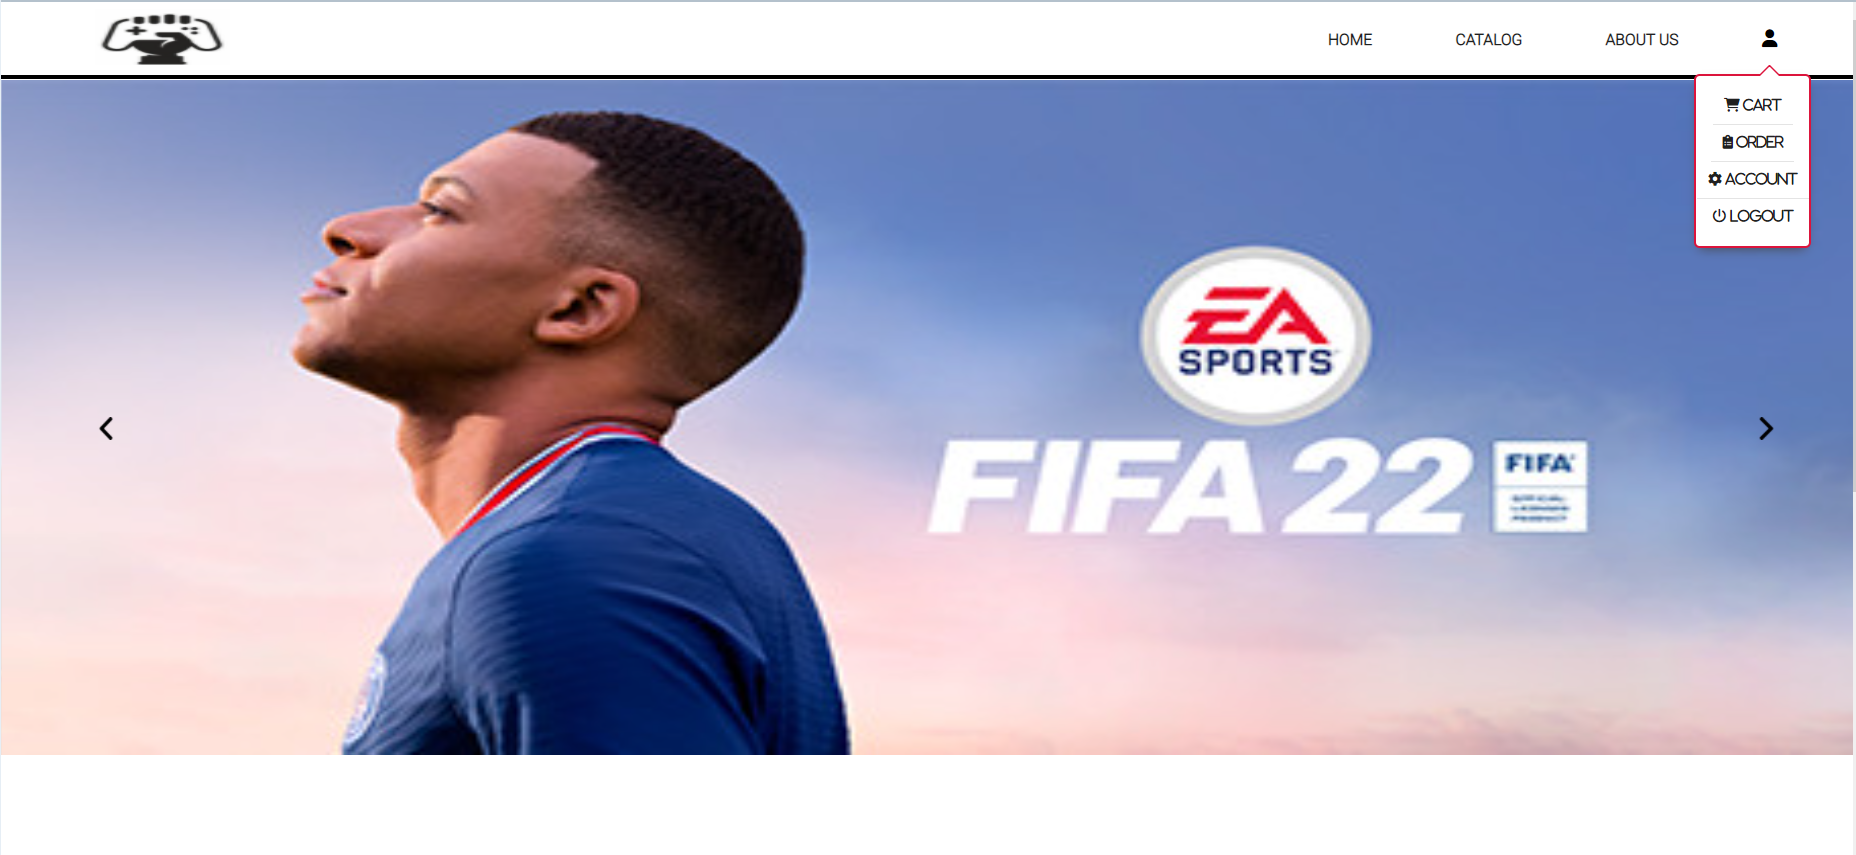 HOME
CATALOG
ABOUT US
CART
ORDER
ACCOUNT
LOGOUT
EA
SPORTS
FIFA 22
FIFA